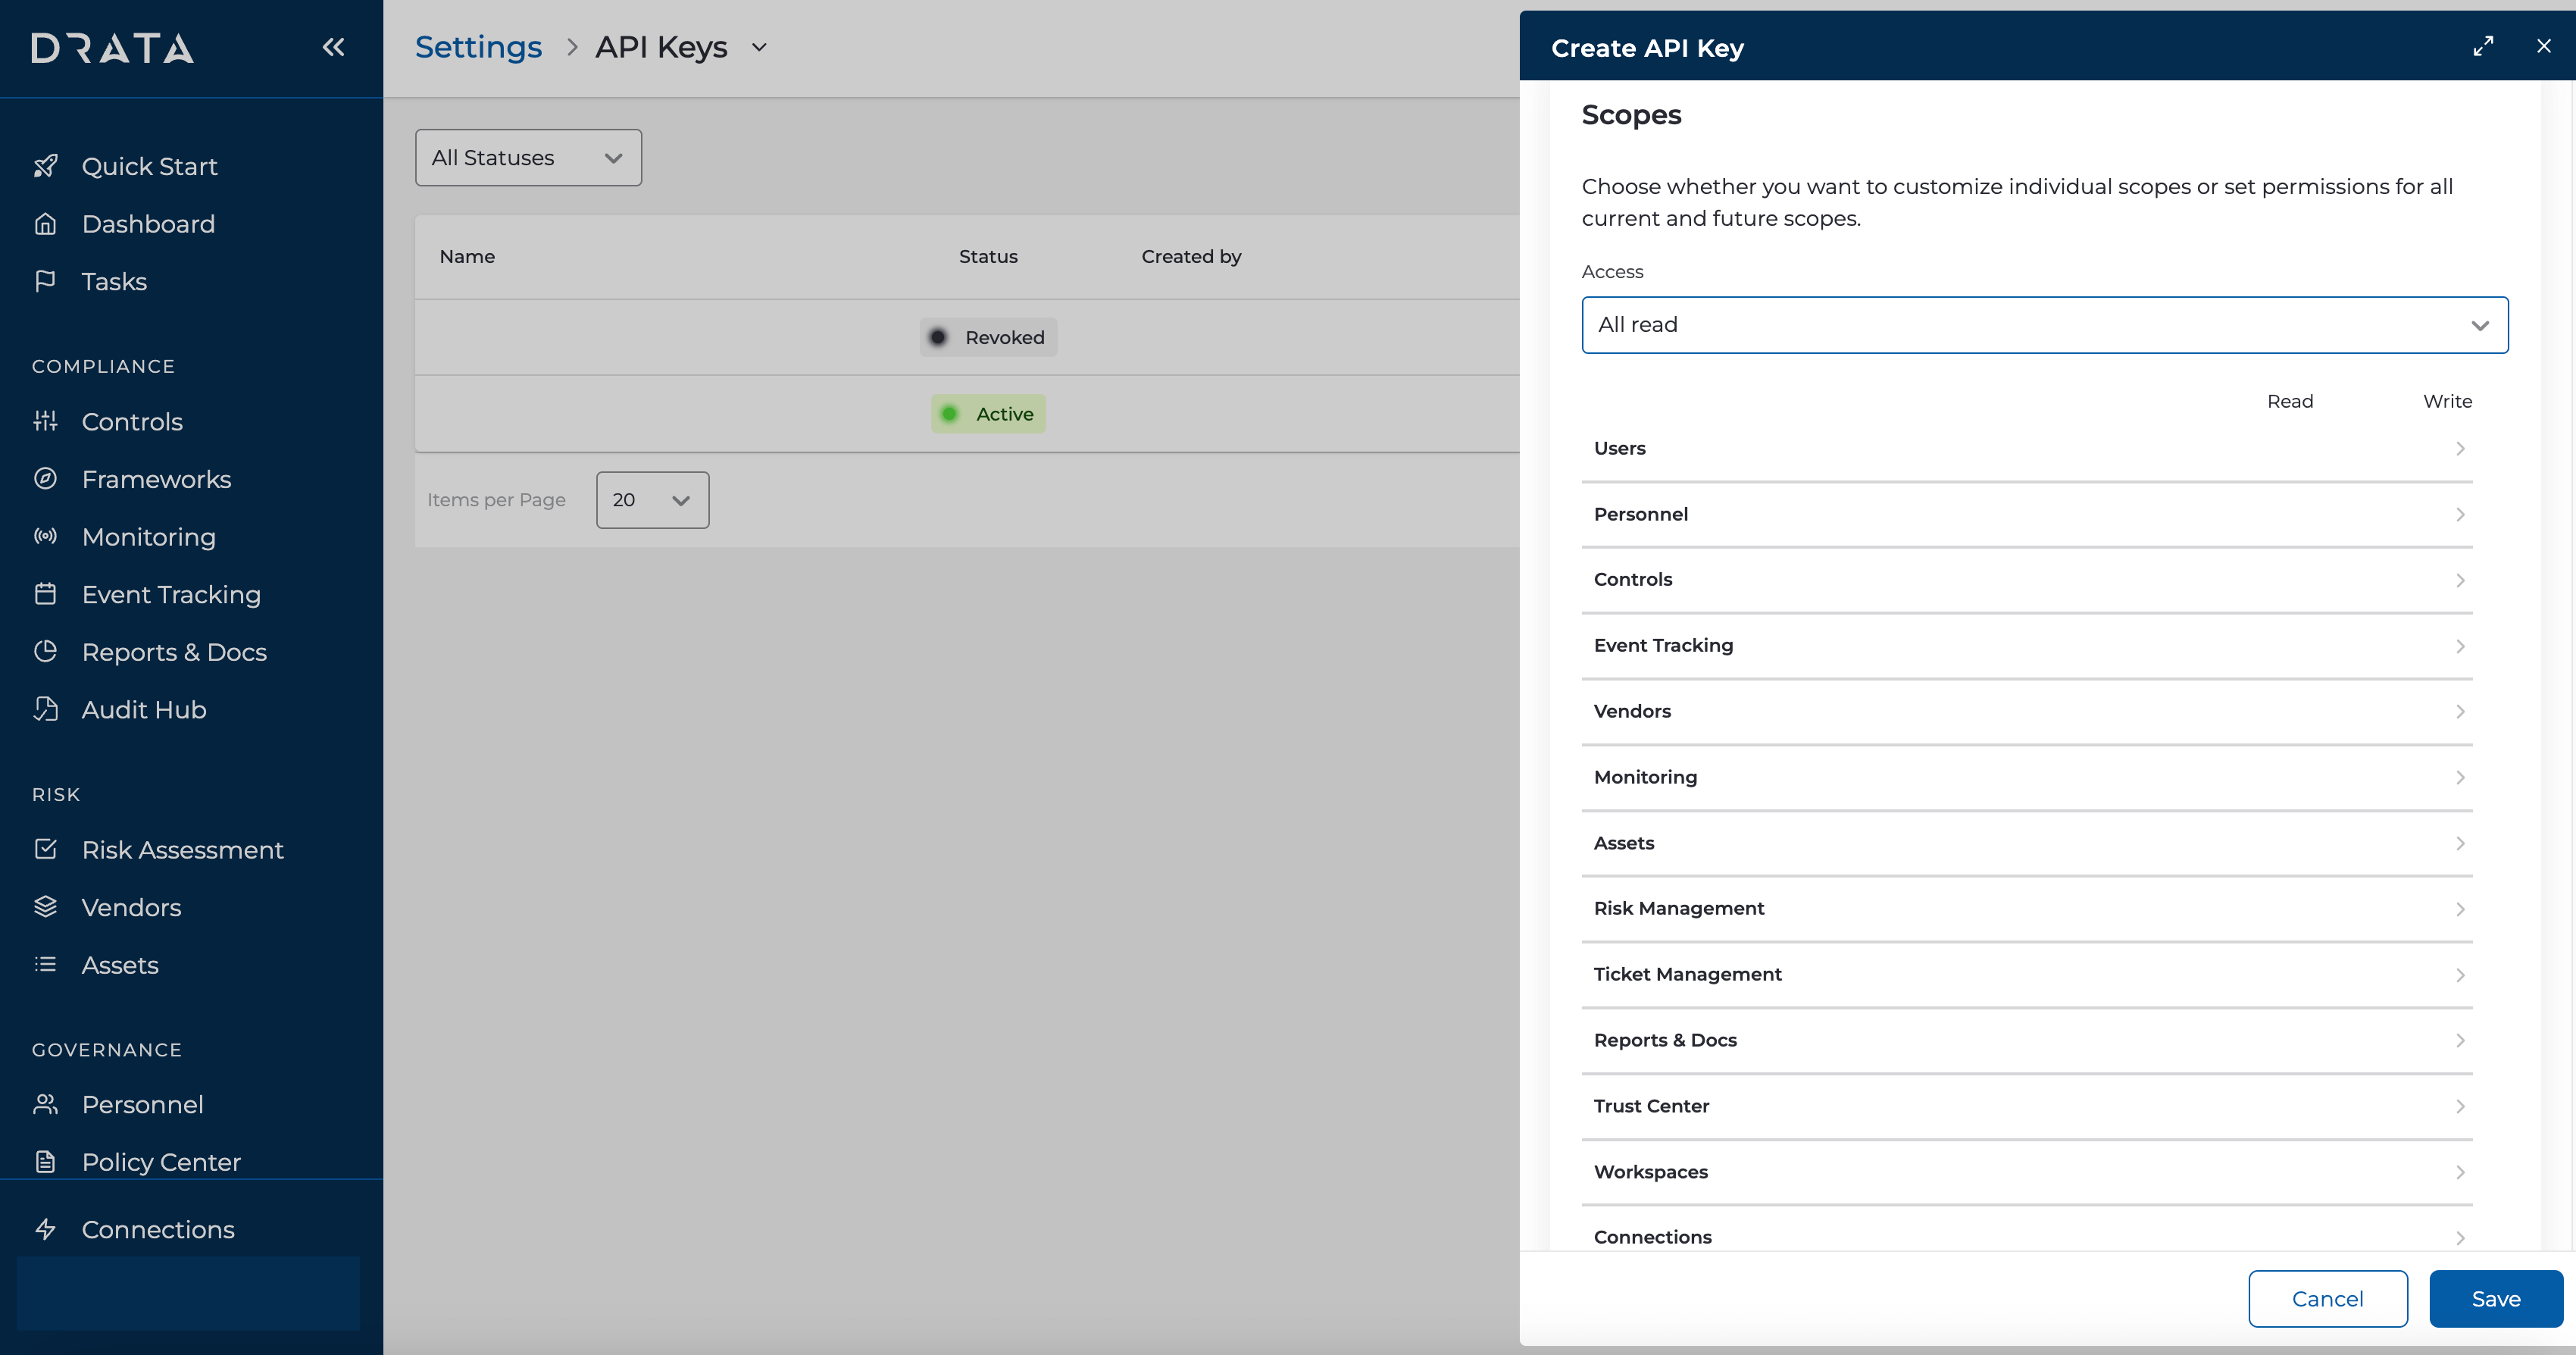 DRATA
Quick Start
Dashboard
Tasks
COMPLIANCE
Controls
Frameworks
Monitoring
Event Tracking
Reports & Docs
Audit Hub
RISK
Risk Assessment
Vendors
Assets
GOVERNANCE
Personnel
Policy Center
Connections
Settings > API Keys
All Statuses
Name Status Created by
Revoked
Active
Items per Page 20
Create API Key
Scopes
Choose whether you want to customize individual scopes or set permissions for all
current and future scopes.
Access
All read
Read Write
Users
Personnel
Controls
Event Tracking
Vendors
Monitoring
Assets
Risk Management
Ticket Management
Reports & Docs
Trust Center
Workspaces
Connections
Cancel Save